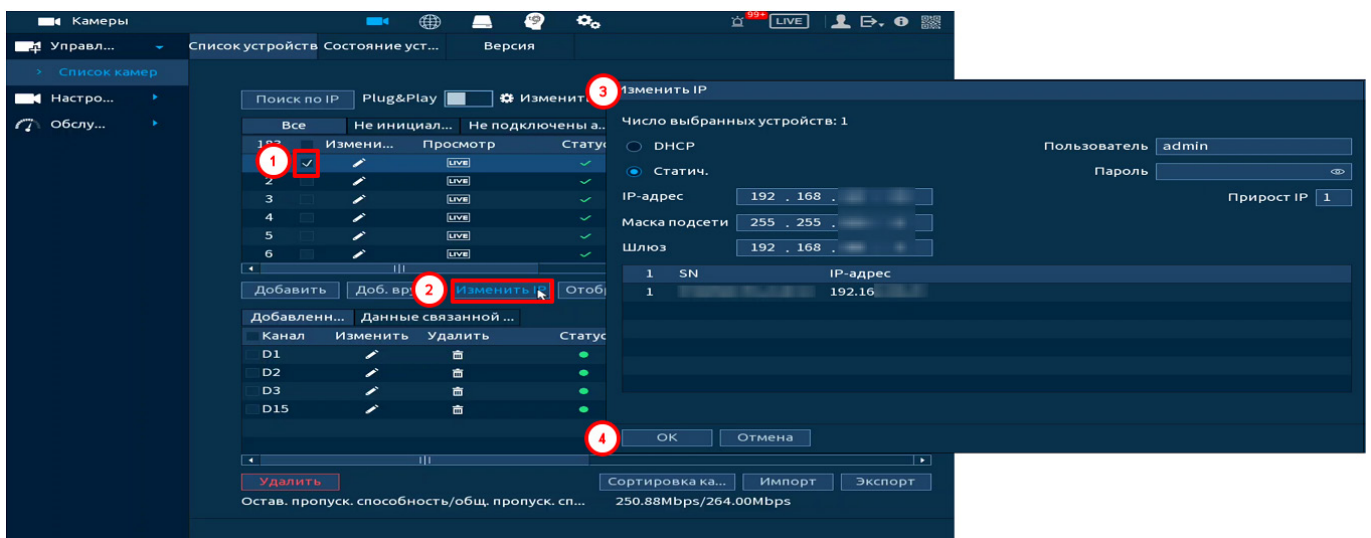 Камеры
99+
LIVE
Управл...
Список устройств Состояние уст... Версия
Список камер
Настро...
Обслу...
Поиск по IP Plug&Play Изменить
Все Не инициал... Не подключены а...
Измени... Просмотр Статус
1
LIVE
2 LIVE
3 LIVE
4 LIVE
5 LIVE
6 LIVE
Добавить Доб. вру 2 Изменить IP Отобр
Добавленн... Данные связанной ...
Канал Изменить Удалить Статус
D1
D2
D3
D15
Удалить Сортировка ка... Импорт Экспорт
Остав. пропуск. способность/общ. пропуск. сп... 250.88Mbps/264.00Mbps
3 Изменить IP
Число выбранных устройств: 1
DHCP Пользователь admin
Статич. Пароль
IP-адрес 192 . 168 . Прирост IP 1
Маска подсети 255 . 255 .
Шлюз 192 . 168 .
1 SN IP-адрес
1 192.16
4 OK Отмена